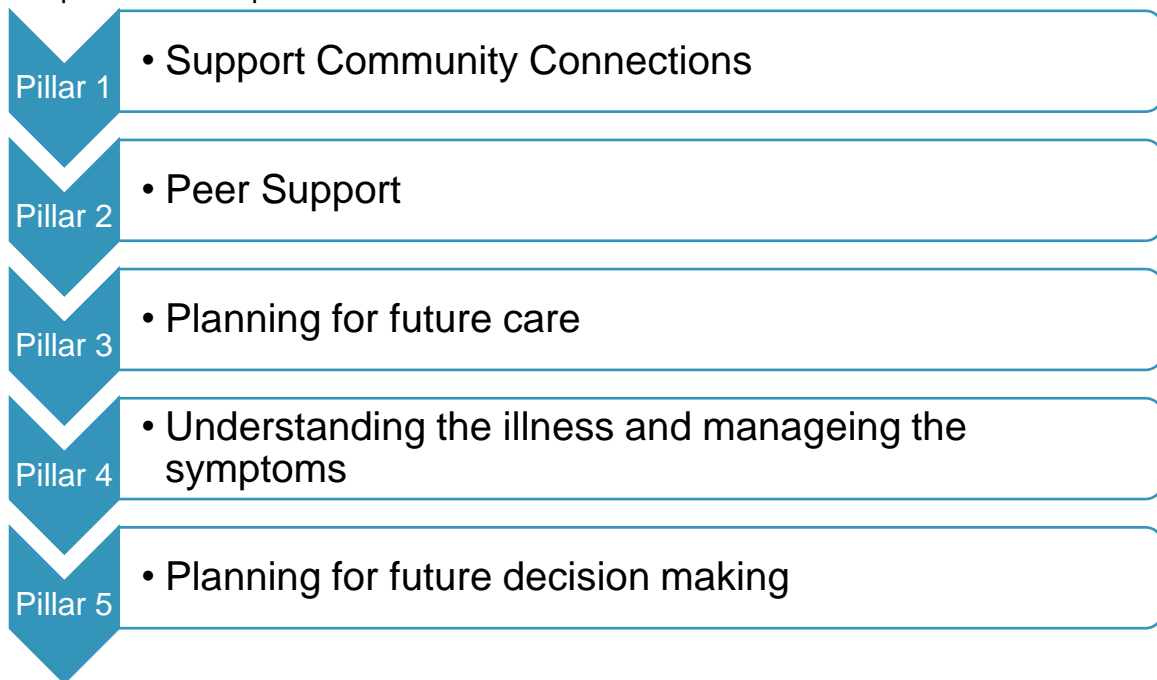 Pillar 1
• Support Community Connections
Pillar 2
• Peer Support
Pillar 3
• Planning for future care
Pillar 4
• Understanding the illness and manageing the
symptoms
Pillar 5
• Planning for future decision making